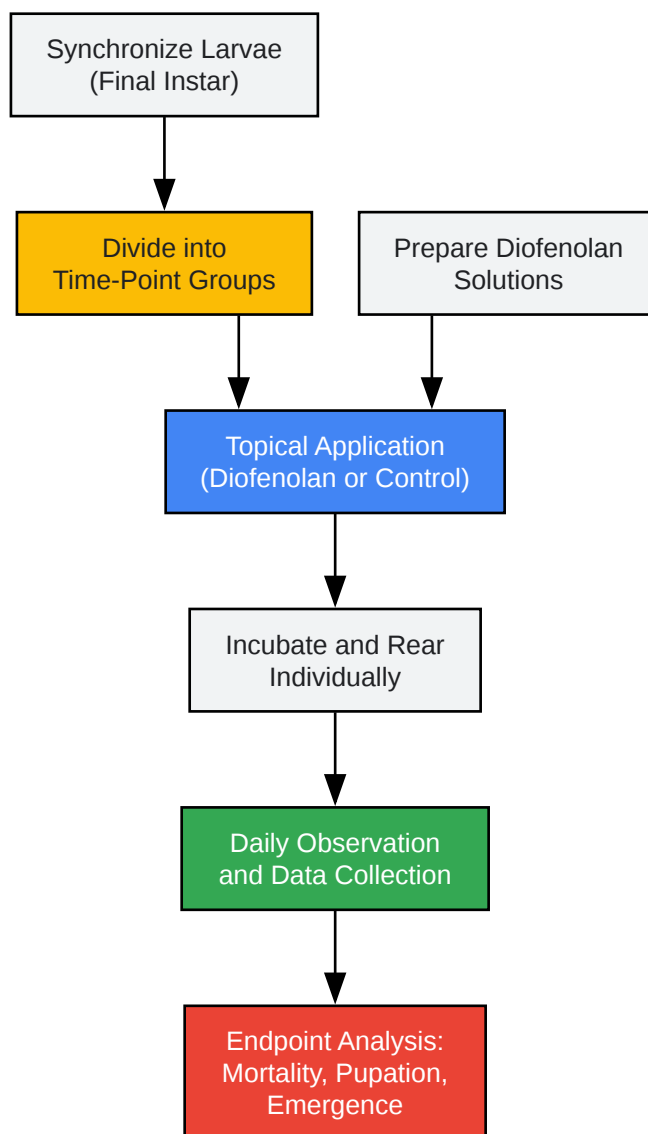 Synchronize Larvae
(Final Instar)
Divide into
Time-Point Groups
Prepare Diofenolan
Solutions
Topical Application
(Diofenolan or Control)
Incubate and Rear
Individually
Daily Observation
and Data Collection
Endpoint Analysis:
Mortality, Pupation,
Emergence